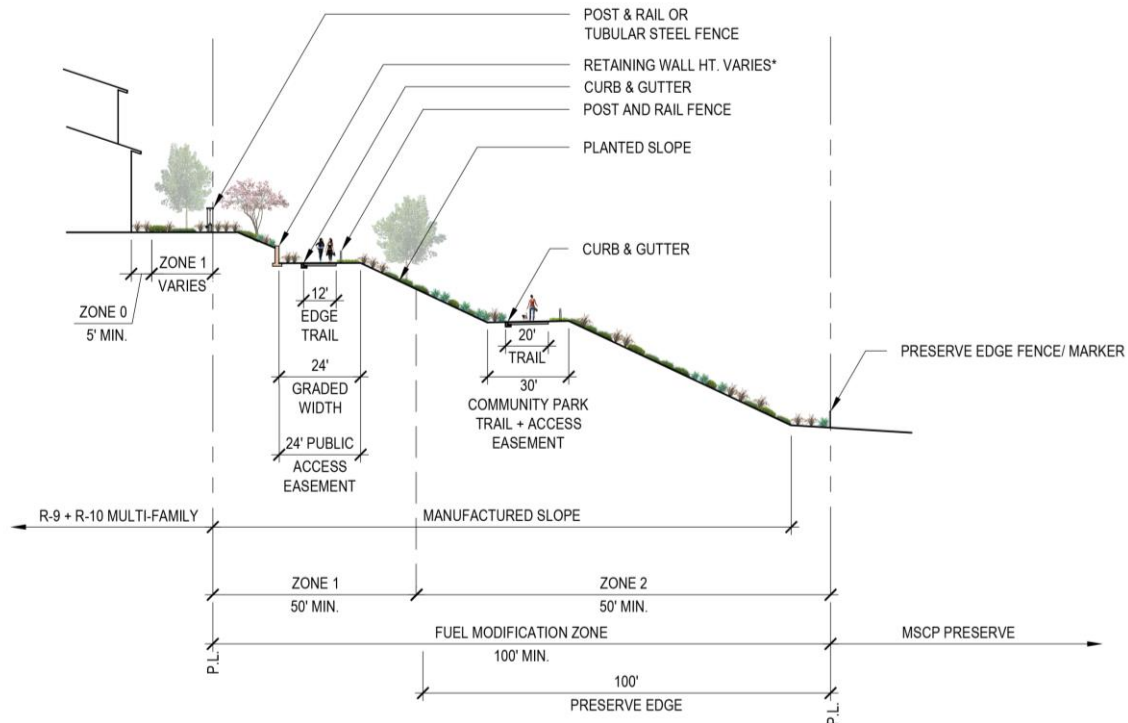 POST & RAIL OR
TUBULAR STEEL FENCE
RETAINING WALL HT. VARIES*
CURB & GUTTER
POST AND RAIL FENCE
PLANTED SLOPE
CURB & GUTTER
PRESERVE EDGE FENCE/ MARKER
ZONE 1
VARIES
ZONE 0
5' MIN.
12'
EDGE
TRAIL
24'
GRADED
WIDTH
24' PUBLIC
ACCESS
EASEMENT
20'
TRAIL
30'
COMMUNITY PARK
TRAIL + ACCESS
EASEMENT
R-9 + R-10 MULTI-FAMILY
MANUFACTURED SLOPE
ZONE 1
50' MIN.
ZONE 2
50' MIN.
FUEL MODIFICATION ZONE
100' MIN.
MSCP PRESERVE
P.L.
100'
PRESERVE EDGE
P.L.